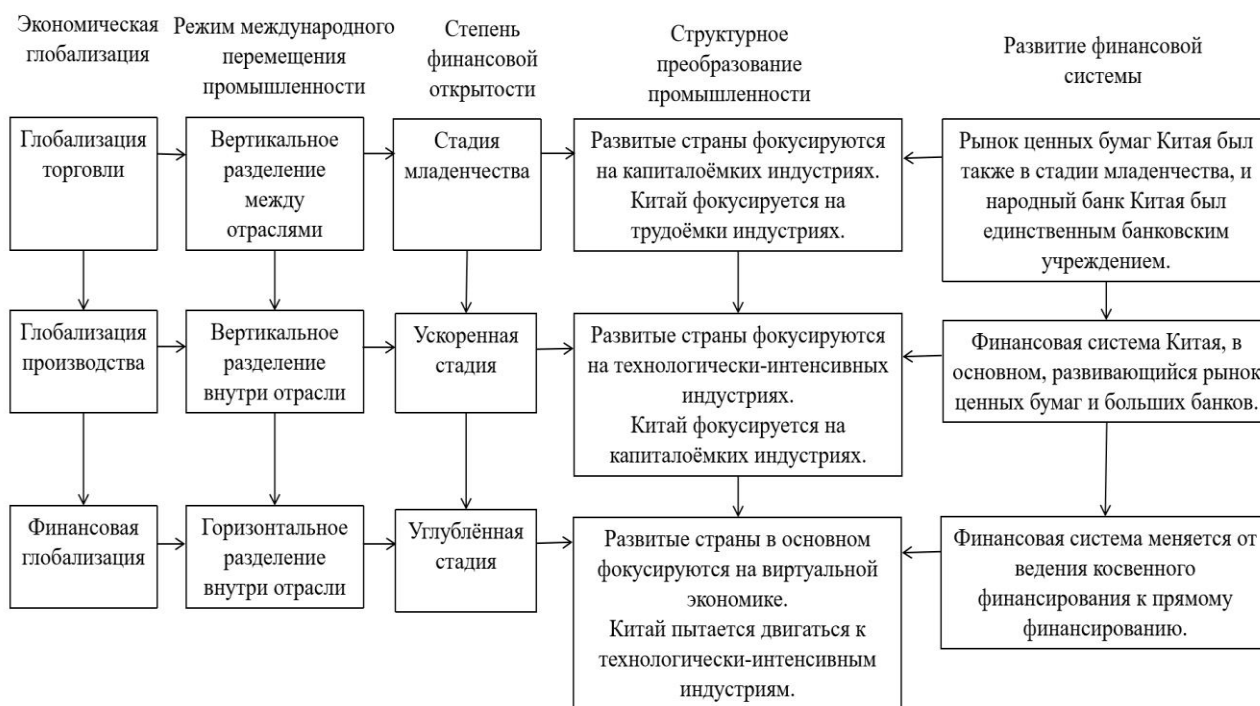 Экономическая
глобализация
Режим международного
перемещения
промышленности
Степень
финансовой
открытости
Структурное
преобразование
промышленности
Развитие финансовой
системы
Глобализация
торговли
Вертикальное
разделение
между
отраслями
Стадия
младенчества
Развитые страны фокусируются
на капиталоёмких индустриях.
Китай фокусируется на
трудоёмки индустриях.
Рынок ценных бумаг Китая был
также в стадии младенчества, и
народный банк Китая был
единственным банковским
учреждением.
Глобализация
производства
Вертикальное
разделение
внутри отрасли
Ускоренная
стадия
Развитые страны фокусируются
на технологически-интенсивных
индустриях.
Китай фокусируется на
капиталоёмких индустриях.
Финансовая система Китая, в
основном, развивающийся рынок
ценных бумаг и больших банков.
Финансовая
глобализация
Горизонтальное
разделение
внутри отрасли
Углублённая
стадия
Развитые страны в основном
фокусируются на виртуальной
экономике.
Китай пытается двигаться к
технологически-интенсивным
индустриям.
Финансовая система меняется от
ведения косвенного
финансирования к прямому
финансированию.